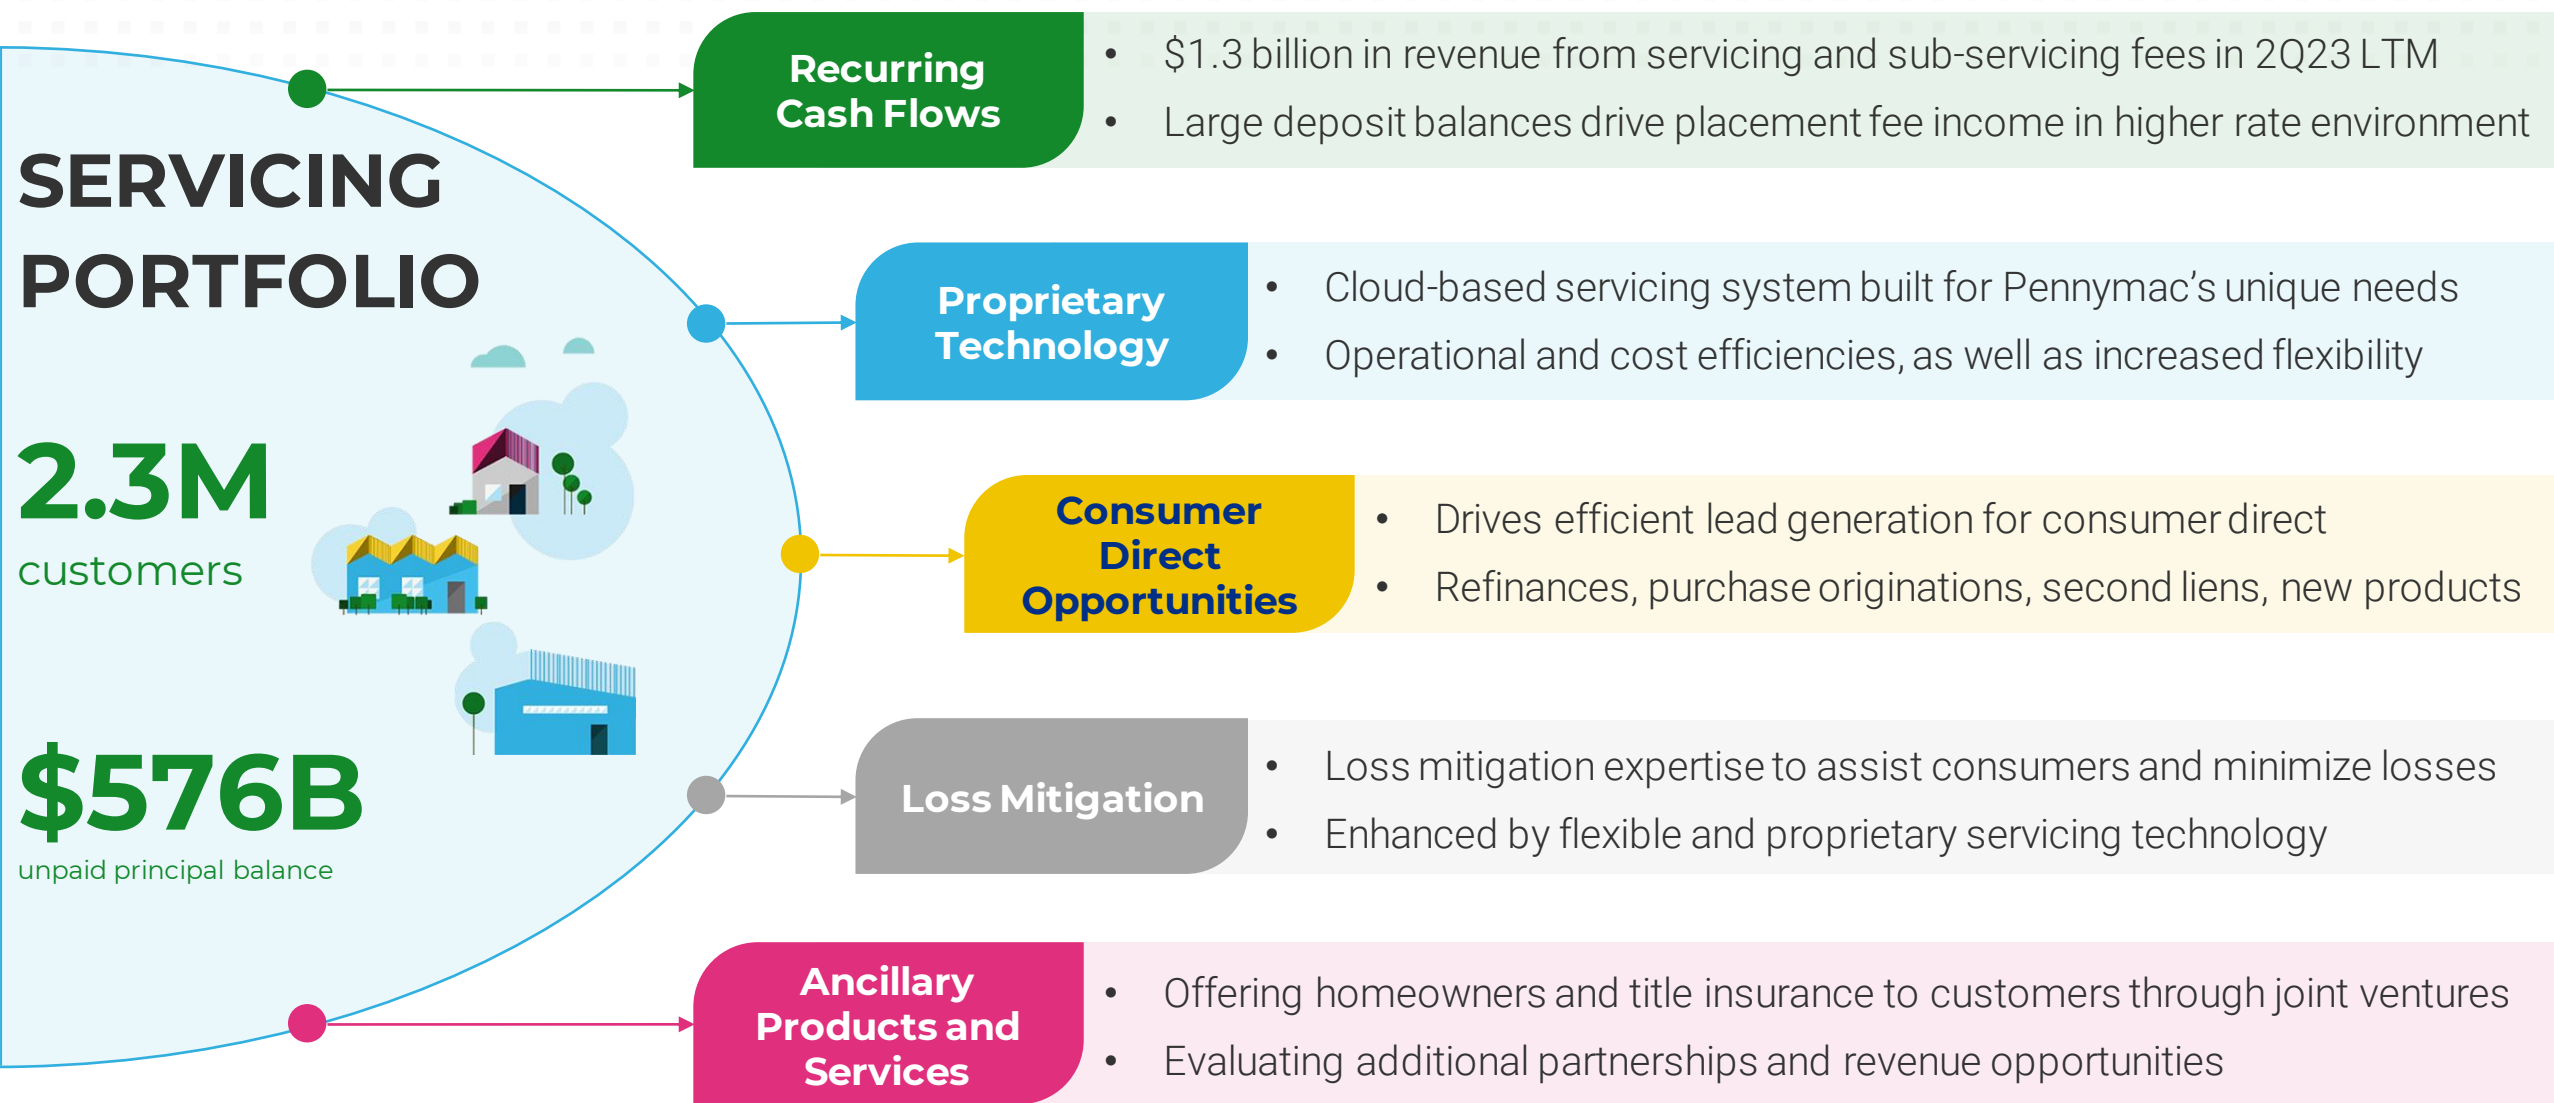 SERVICING
PORTFOLIO
2.3M
customers
$576B
unpaid principal balance
Recurring
Cash Flows
• $1.3 billion in revenue from servicing and sub-servicing fees in 2Q23 LTM
• Large deposit balances drive placement fee income in higher rate environment
Proprietary
Technology
• Cloud-based servicing system built for Pennymac’s unique needs
• Operational and cost efficiencies, as well as increased flexibility
Consumer
Direct
Opportunities
• Drives efficient lead generation for consumer direct
• Refinances, purchase originations, second liens, new products
Loss Mitigation
• Loss mitigation expertise to assist consumers and minimize losses
• Enhanced by flexible and proprietary servicing technology
Ancillary
Products and
Services
• Offering homeowners and title insurance to customers through joint ventures
• Evaluating additional partnerships and revenue opportunities